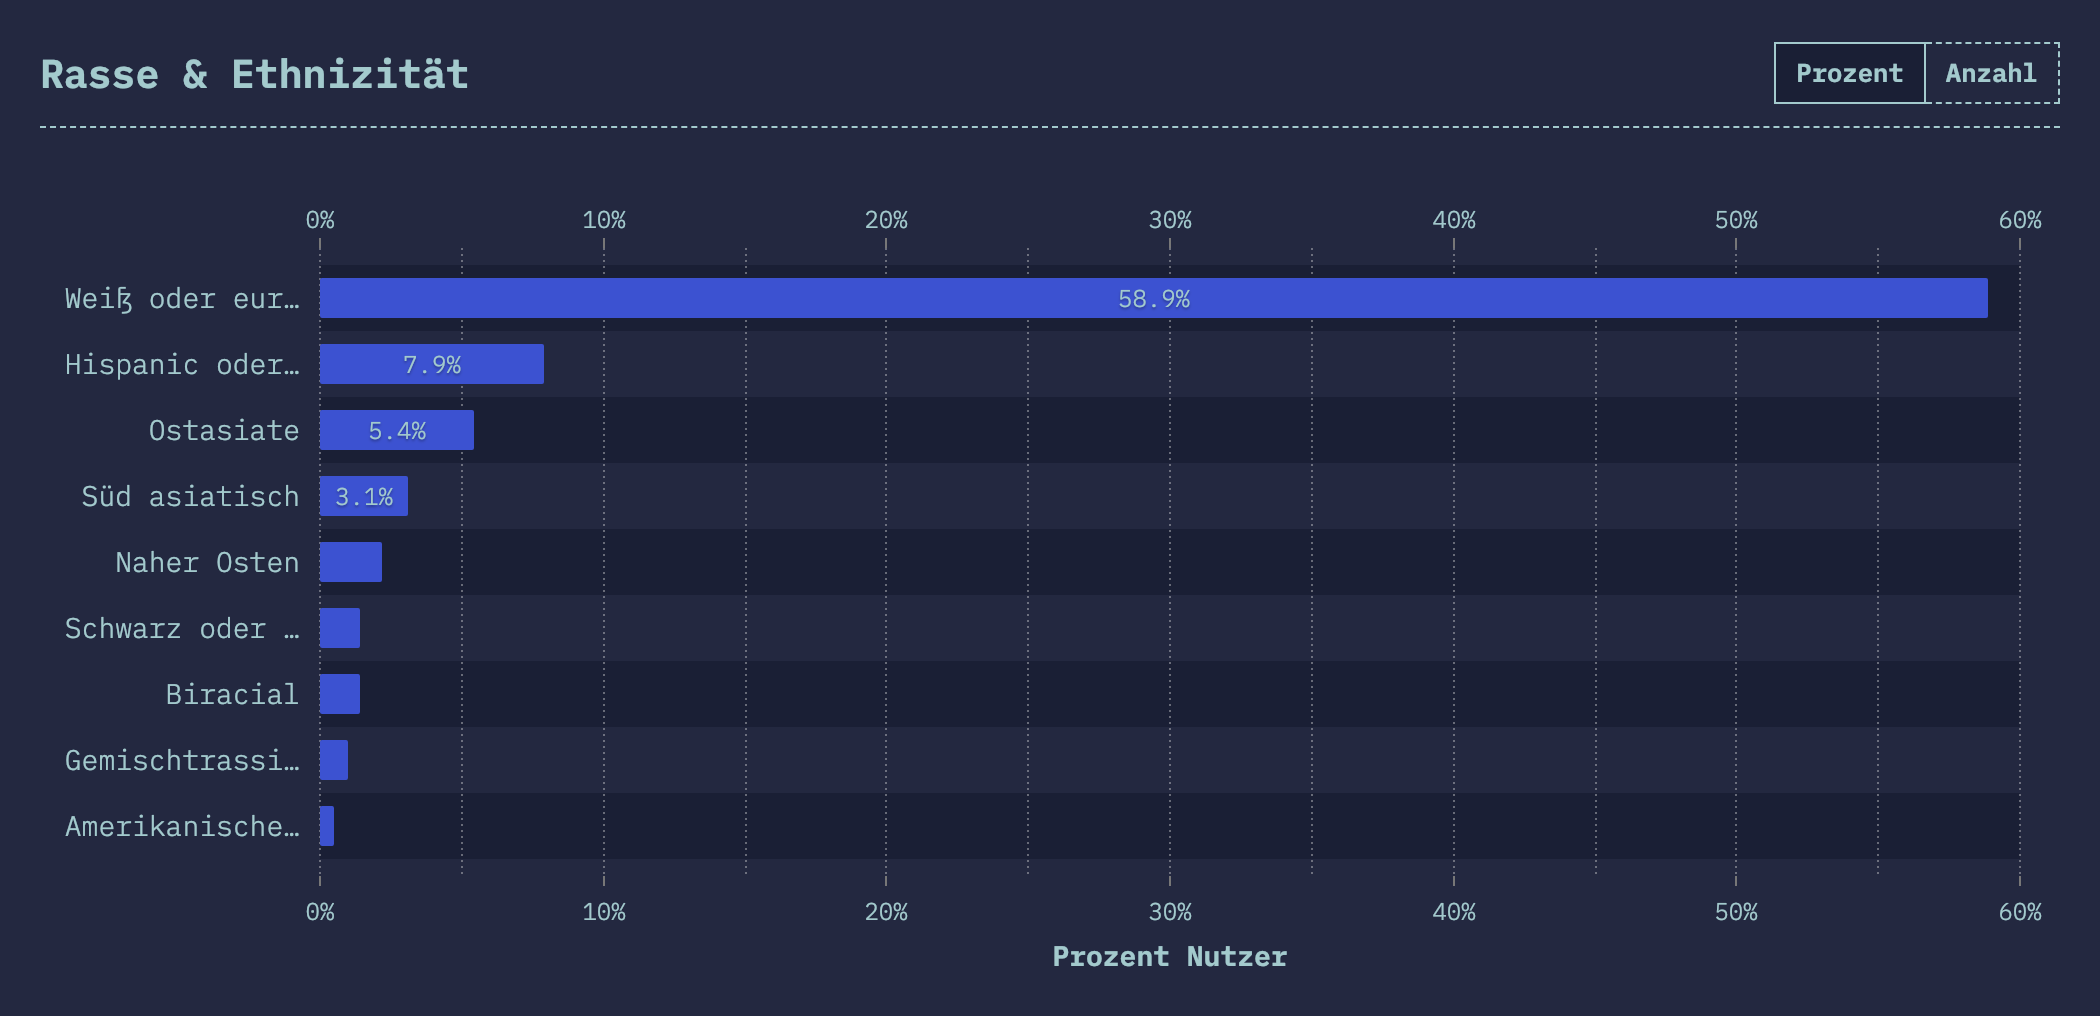 Rasse & Ethnizität
Prozent Anzahl
0% 10% 20% 30% 40% 50% 60%
Weiß oder eur… 58.9%
Hispanic oder… 7.9%
Ostasiate 5.4%
Süd asiatisch 3.1%
Naher Osten
Schwarz oder …
Biracial
Gemischtrassi…
Amerikanische…
0% 10% 20% 30% 40% 50% 60%
Prozent Nutzer